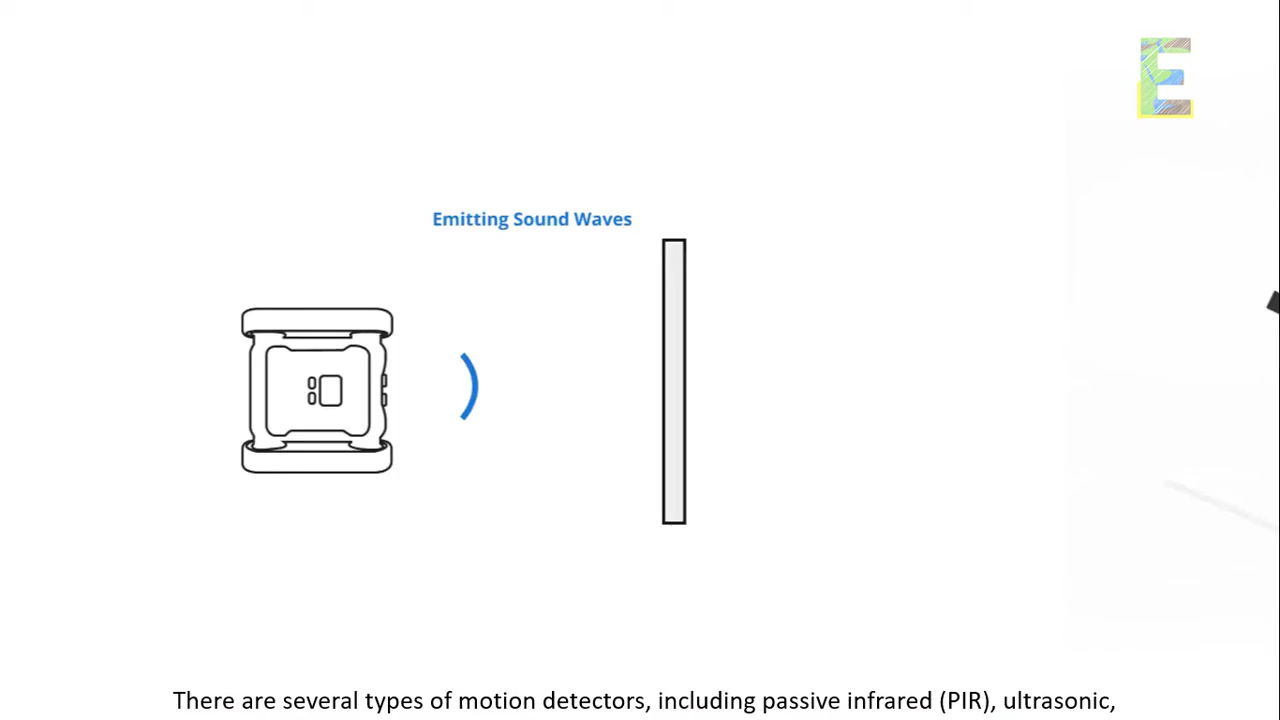 E
Emitting Sound Waves
There are several types of motion detectors, including passive infrared (PIR), ultrasonic,